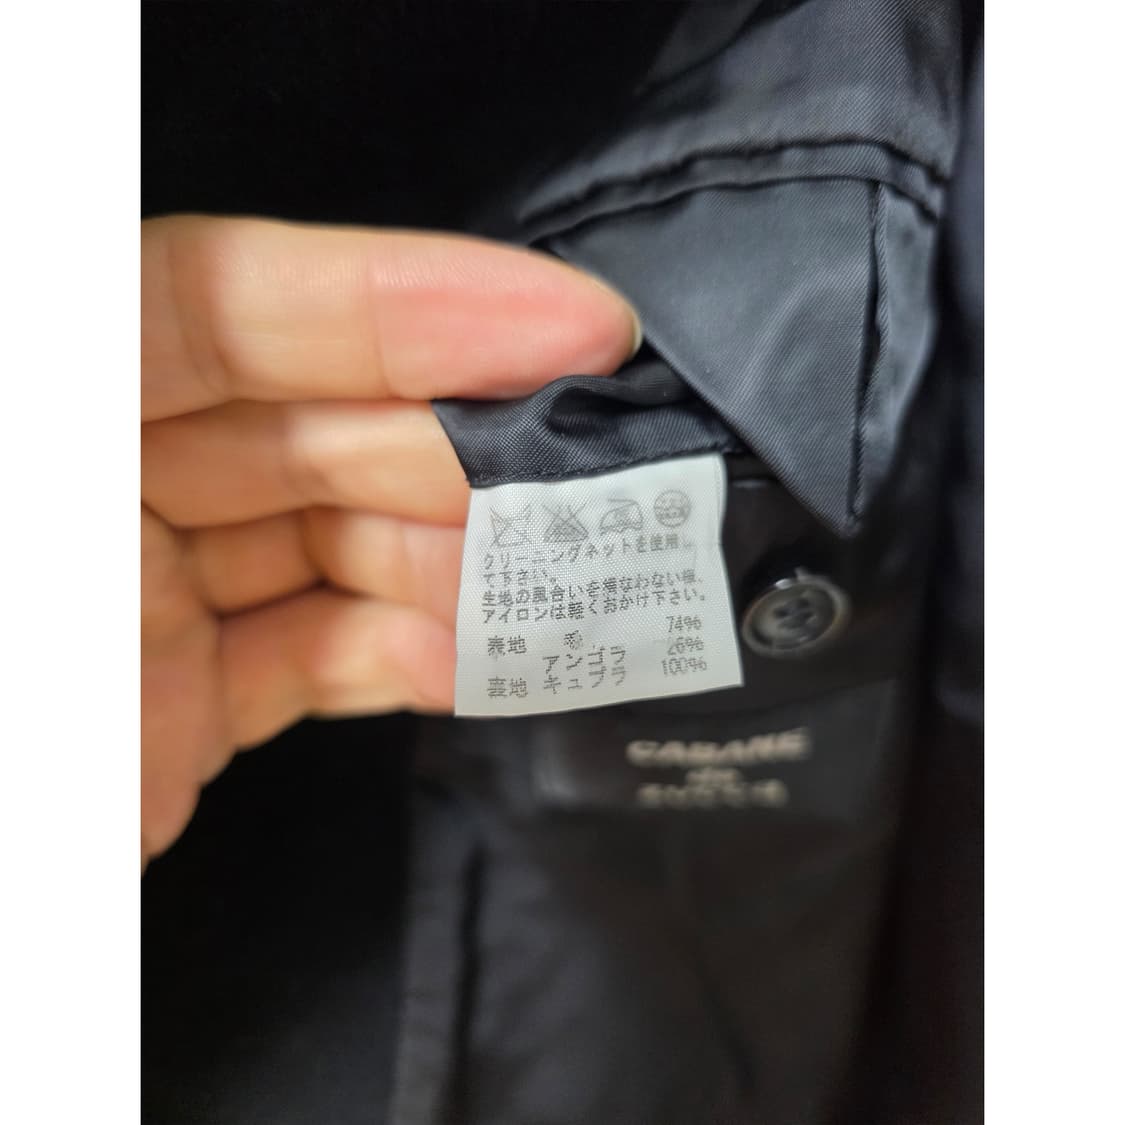 クリーニングネットを使用し
て下さい。
生地の風合いを損なわない様、
アイロンは軽くおかけ下さい。
表地 毛 74%
アンゴラ 26%
裏地 キュプラ 100%
CABANE
de
ZUCCA